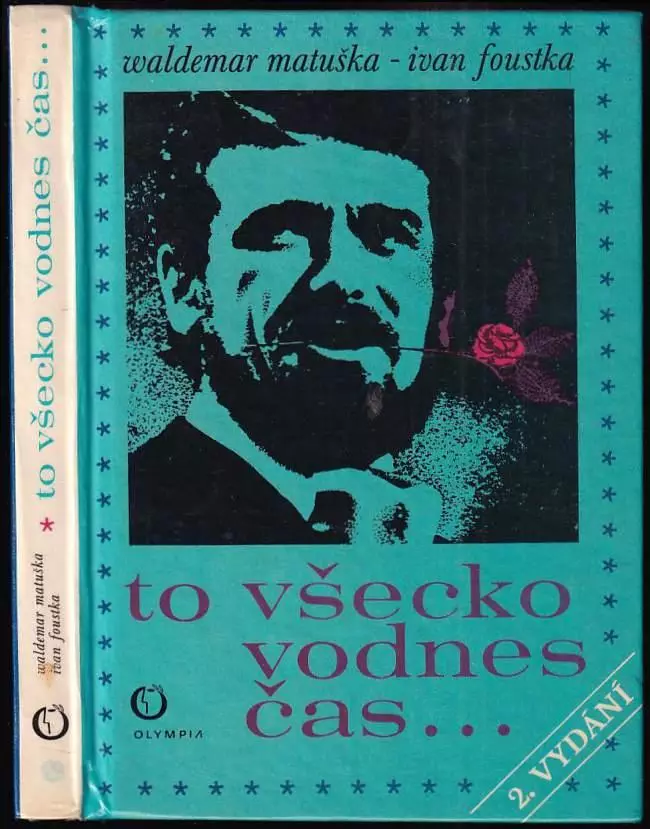 to všecko vodnes čas...
*
waldemar matuška
ivan foustka
waldemar matuška - ivan foustka
to všecko
vodnes
čas...
OLYMPIA
2. VYDÁNÍ